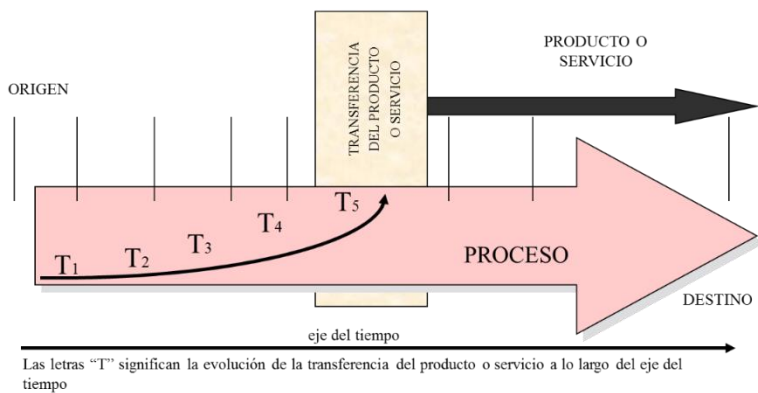 TRANSFERENCIA
DEL PRODUCTO
O SERVICIO
PRODUCTO O
SERVICIO
ORIGEN
T1
T2
T3
T4
T5
PROCESO
DESTINO
eje del tiempo
Las letras “T” significan la evolución de la transferencia del producto o servicio a lo largo del eje del
tiempo